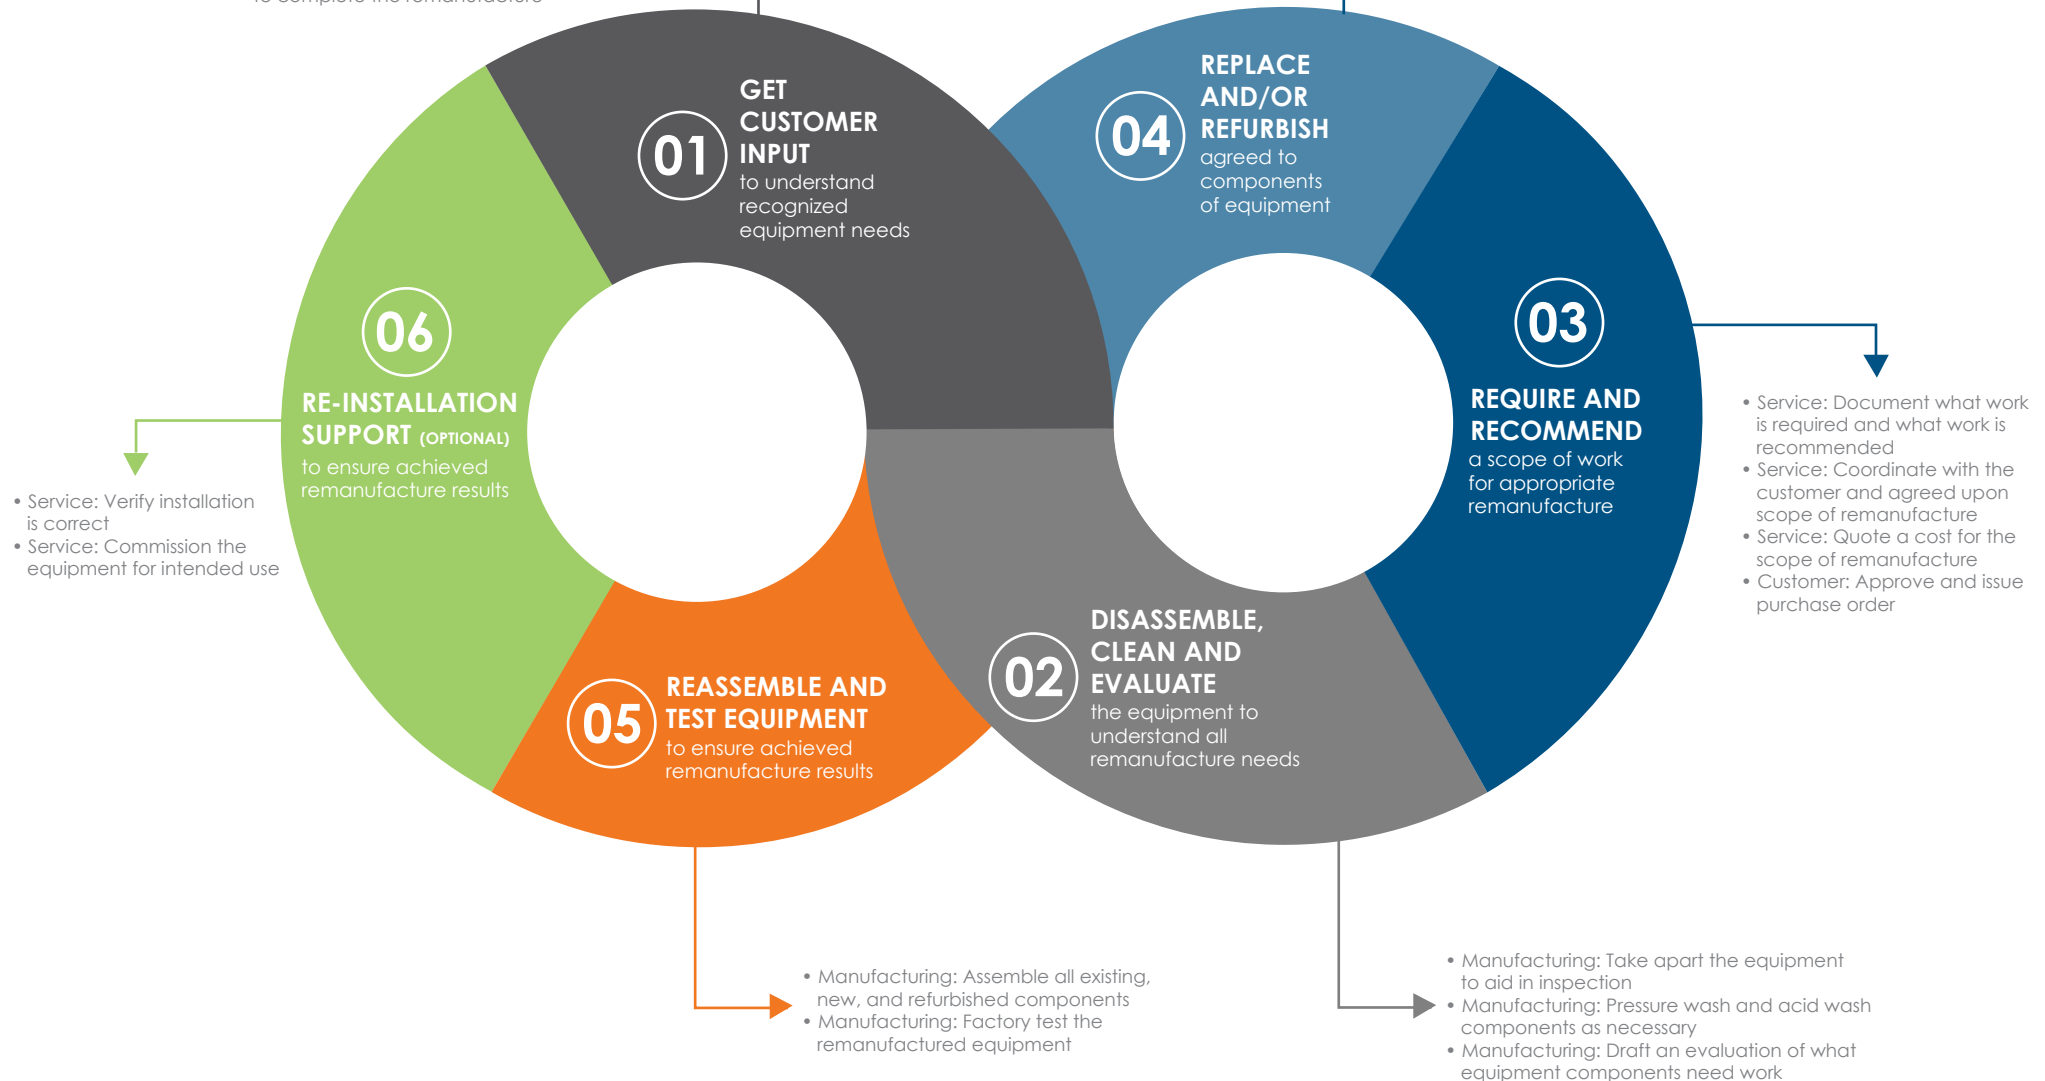 to complete the remanufacture
01
GET
CUSTOMER
INPUT
to understand
recognized
equipment needs
04
REPLACE
AND/OR
REFURBISH
agreed to
components
of equipment
03
REQUIRE AND
RECOMMEND
a scope of work
for appropriate
remanufacture
• Service: Document what work
is required and what work is
recommended
• Service: Coordinate with the
customer and agreed upon
scope of remanufacture
• Service: Quote a cost for the
scope of remanufacture
• Customer: Approve and issue
purchase order
06
RE-INSTALLATION
SUPPORT (OPTIONAL)
to ensure achieved
remanufacture results
• Service: Verify installation
is correct
• Service: Commission the
equipment for intended use
05
REASSEMBLE AND
TEST EQUIPMENT
to ensure achieved
remanufacture results
02
DISASSEMBLE,
CLEAN AND
EVALUATE
the equipment to
understand all
remanufacture needs
• Manufacturing: Assemble all existing,
new, and refurbished components
• Manufacturing: Factory test the
remanufactured equipment
• Manufacturing: Take apart the equipment
to aid in inspection
• Manufacturing: Pressure wash and acid wash
components as necessary
• Manufacturing: Draft an evaluation of what
equipment components need work